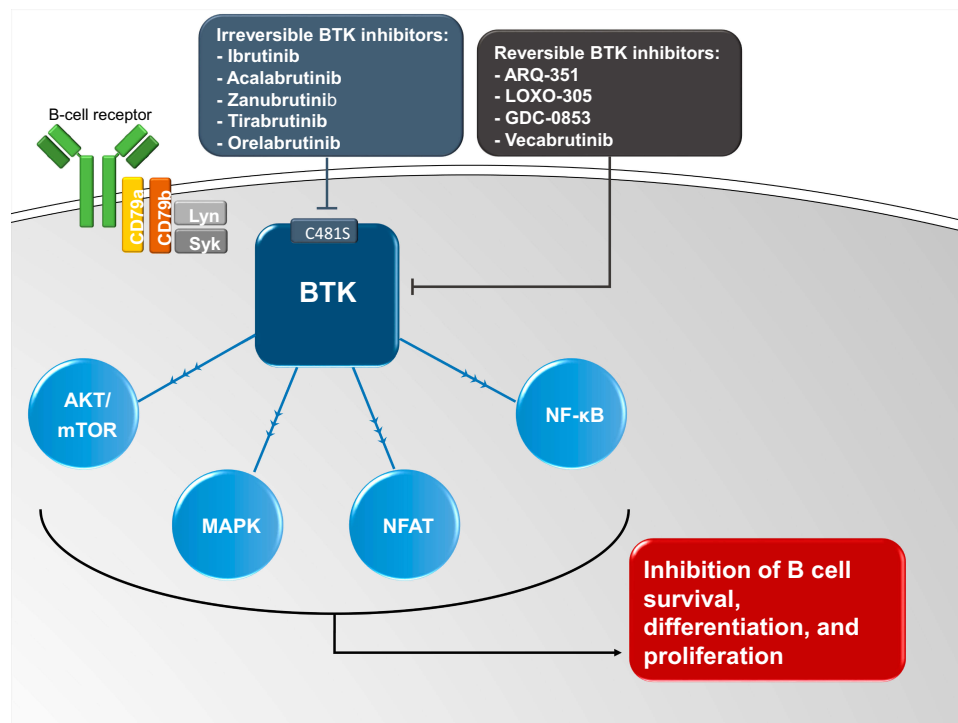 Irreversible BTK inhibitors:
- Ibrutinib
- Acalabrutinib
- Zanubrutinib
- Tirabrutinib
- Orelabrutinib
Reversible BTK inhibitors:
- ARQ-351
- LOXO-305
- GDC-0853
- Vecabrutinib
B-cell receptor
CD79a
CD79b
Lyn
Syk
C481S
BTK
AKT/
mTOR
MAPK
NFAT
NF-κB
Inhibition of B cell
survival,
differentiation, and
proliferation